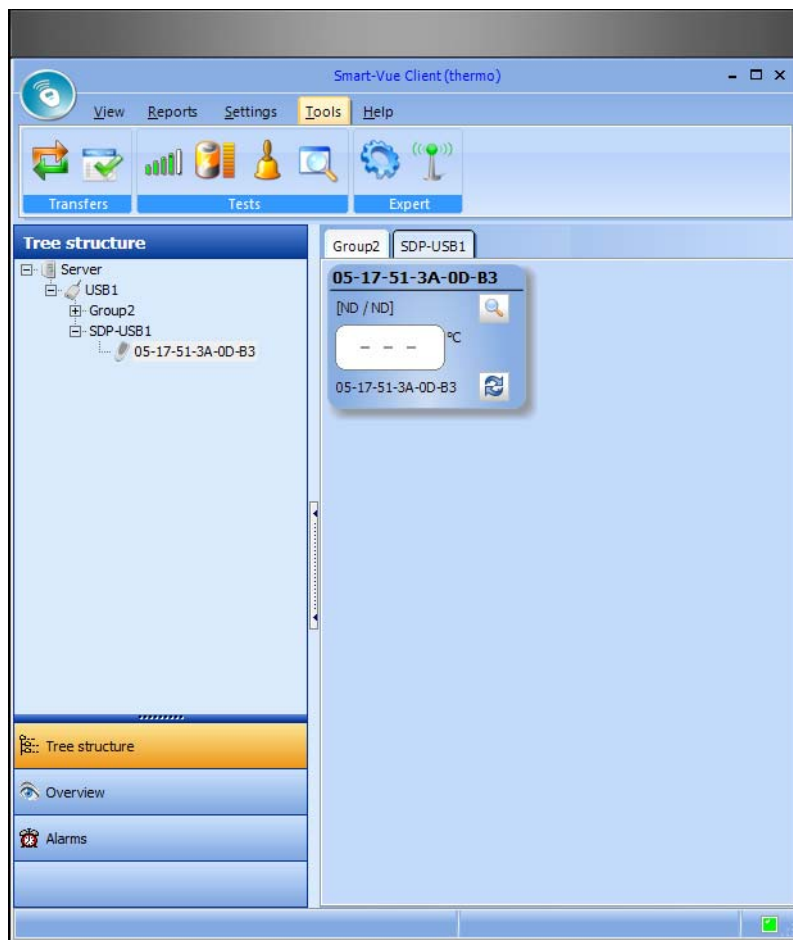 Smart-Vue Client (thermo)
View Reports Settings Tools Help
Transfers Tests Expert
Tree structure
Server
USB1
Group2
SDP-USB1
05-17-51-3A-0D-B3
Group2 SDP-USB1
05-17-51-3A-0D-B3
[ND / ND]
- - - °C
05-17-51-3A-0D-B3
Tree structure
Overview
Alarms